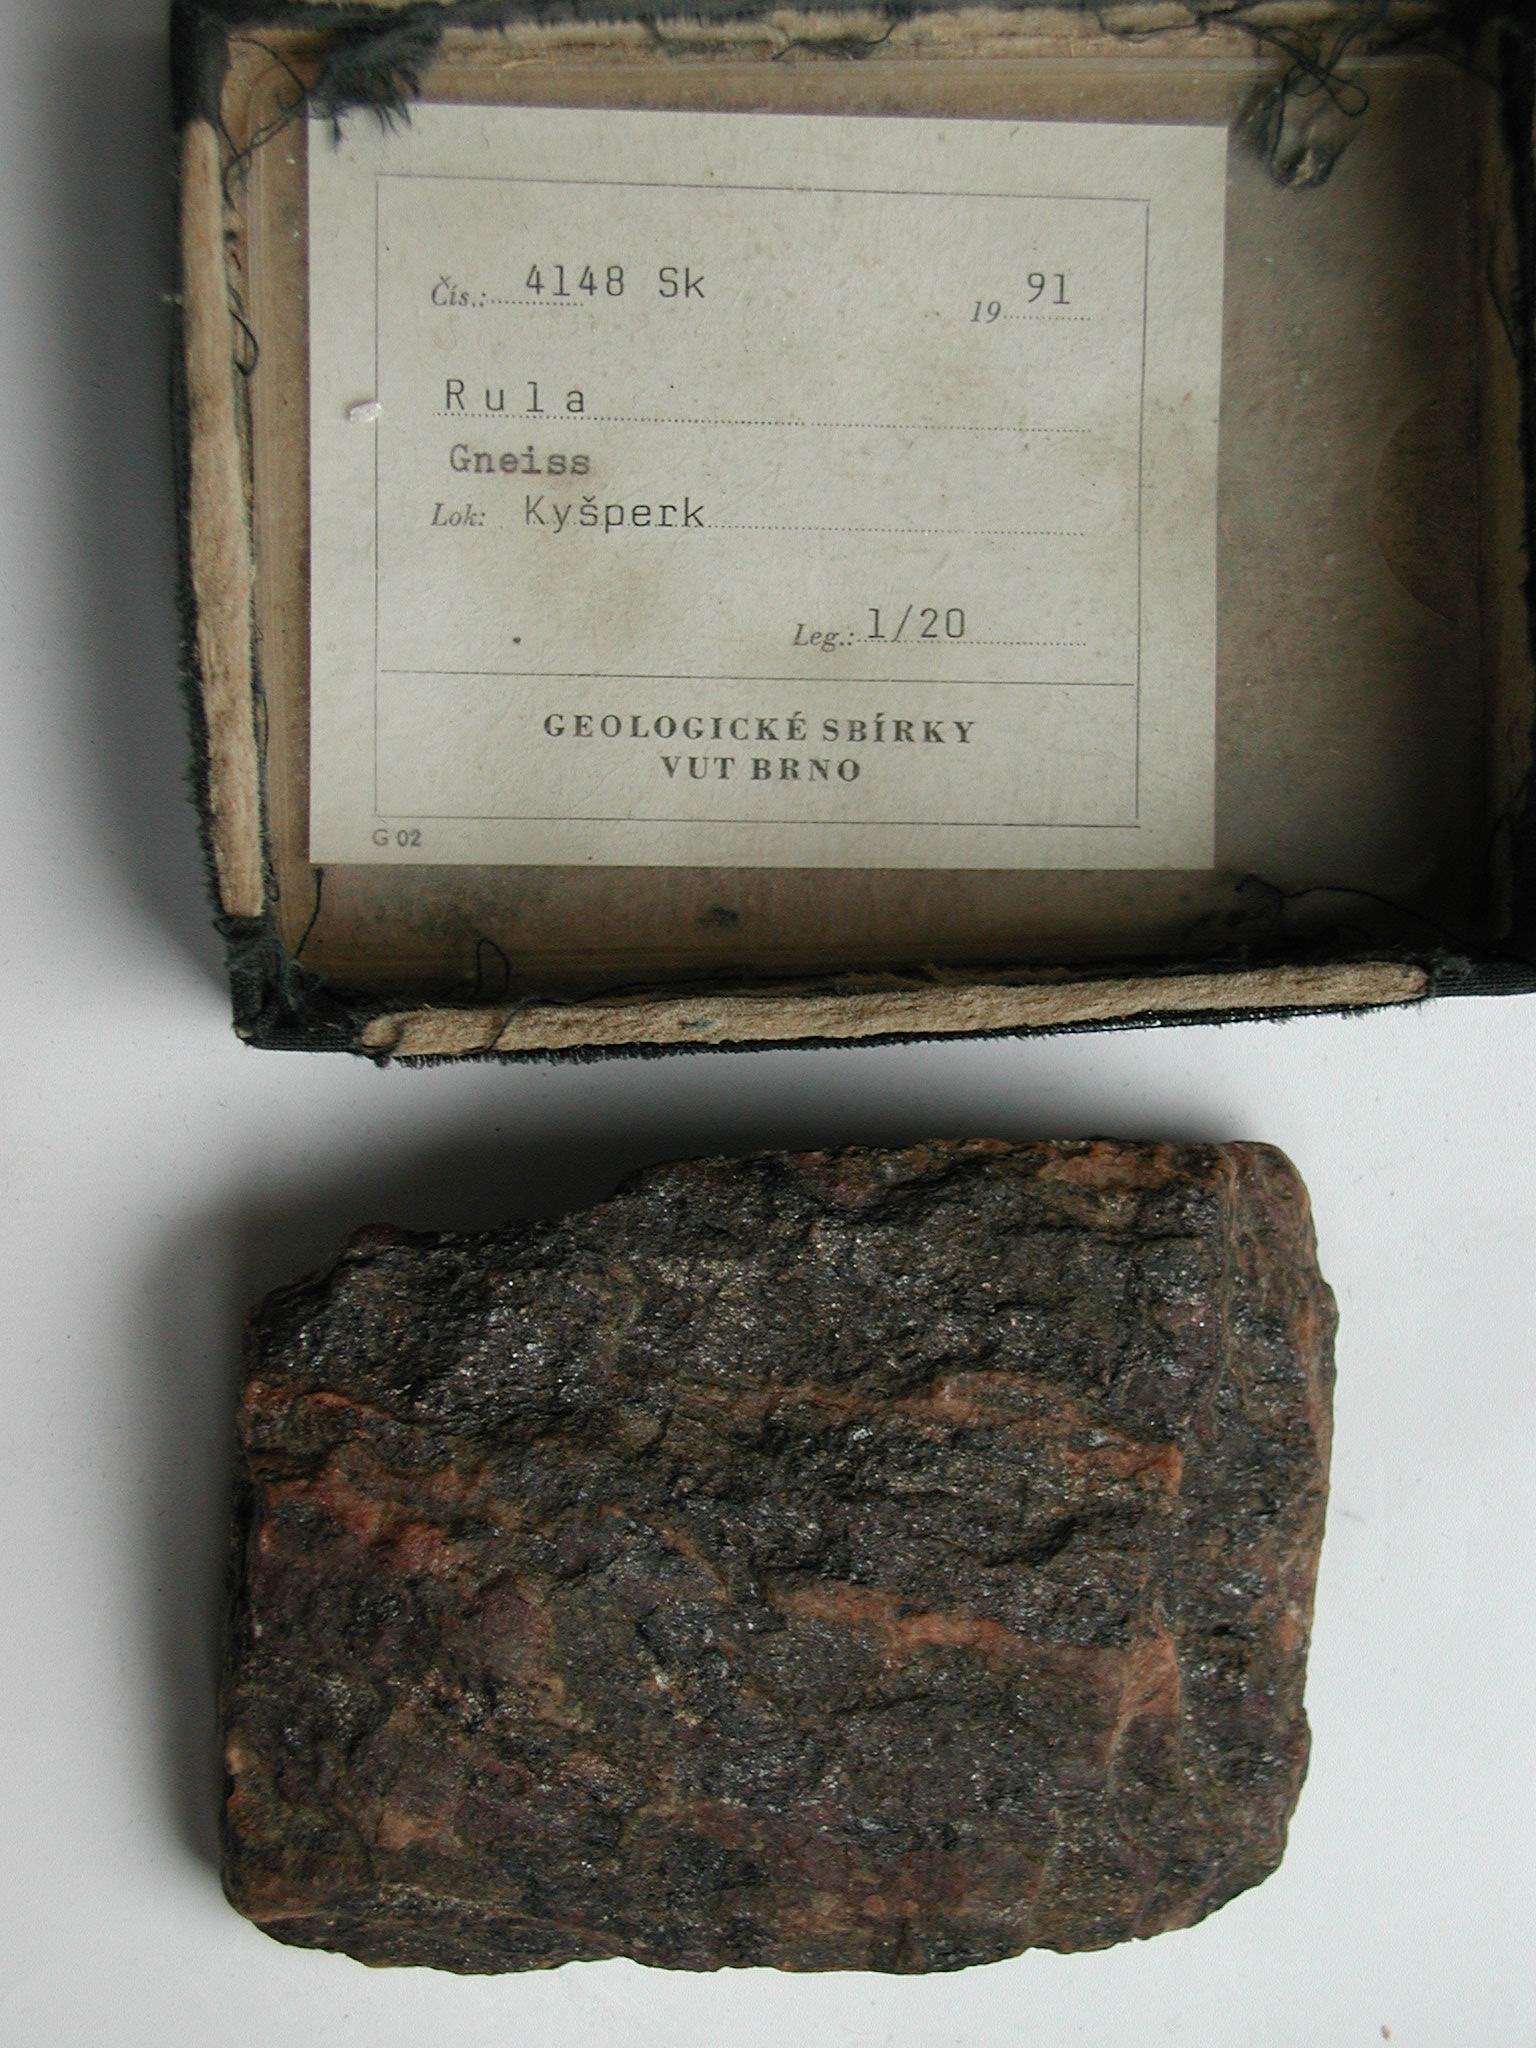 Čís.: 4148 Sk 19 91
Rula
Gneiss
Lok: Kyšperk
Leg.: 1/20
GEOLOGICKÉ SBÍRKY
VUT BRNO
G 02